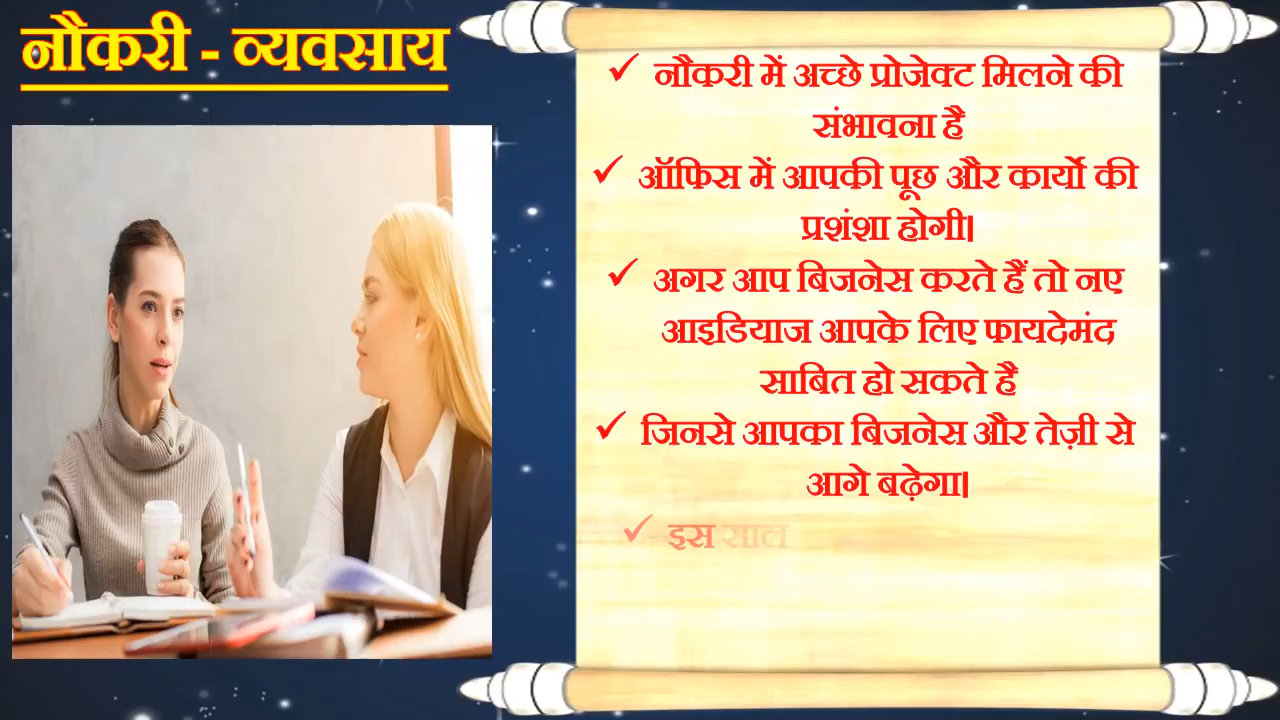 नौकरी - व्यवसाय
✓ नौकरी में अच्छे प्रोजेक्ट मिलने की
संभावना है
✓ ऑफिस में आपकी पूछ और कार्यो की
प्रशंशा होगी।
✓ अगर आप बिजनेस करते हैं तो नए
आइडियाज आपके लिए फायदेमंद
साबित हो सकते है
✓ जिनसे आपका बिजनेस और तेज़ी से
आगे बढ़ेगा।
✓ इस साल